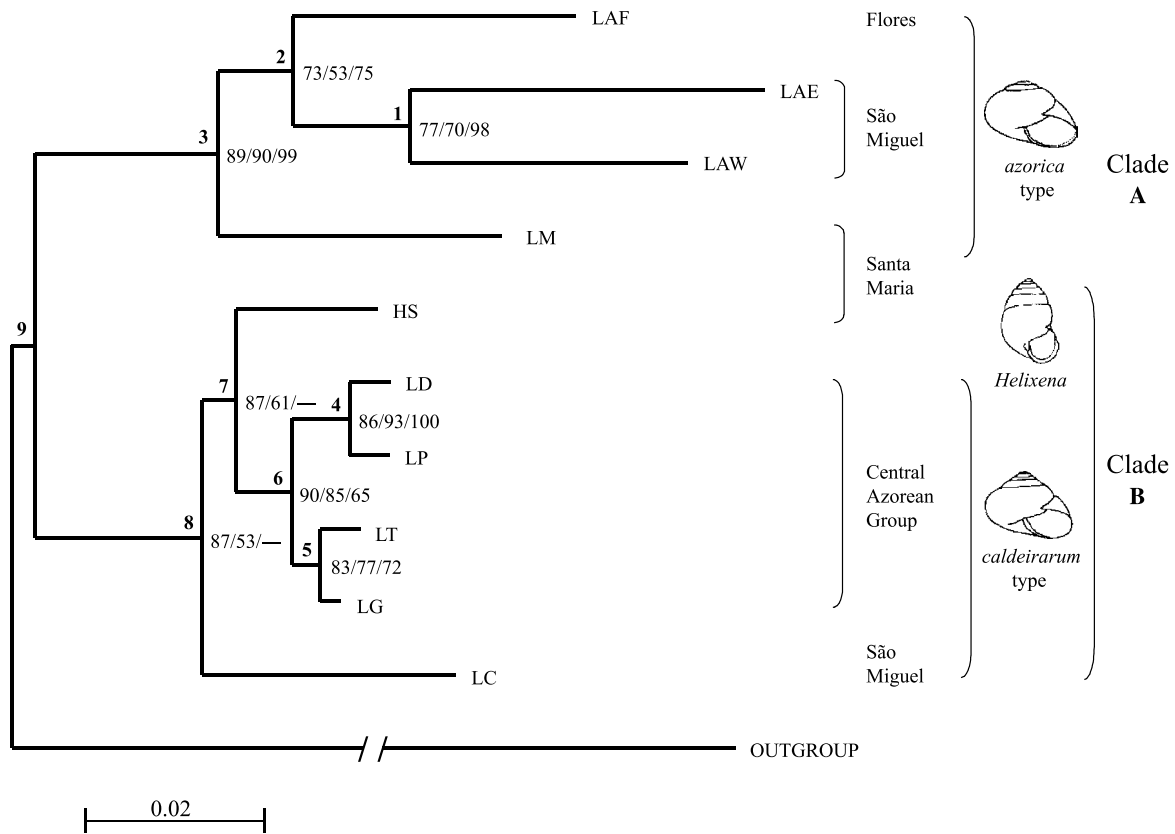 LAF
Flores
2
73/53/75
LAE
1
77/70/98
São
Miguel
azorica
type
Clade
A
3
89/90/99
LAW
LM
Santa
Maria
HS
Helixena
9
7
87/61/—
LD
4
86/93/100
LP
6
90/85/65
Central
Azorean
Group
Clade
B
8
87/53/—
LT
5
83/77/72
LG
caldeirarum
type
LC
São
Miguel
OUTGROUP
0.02